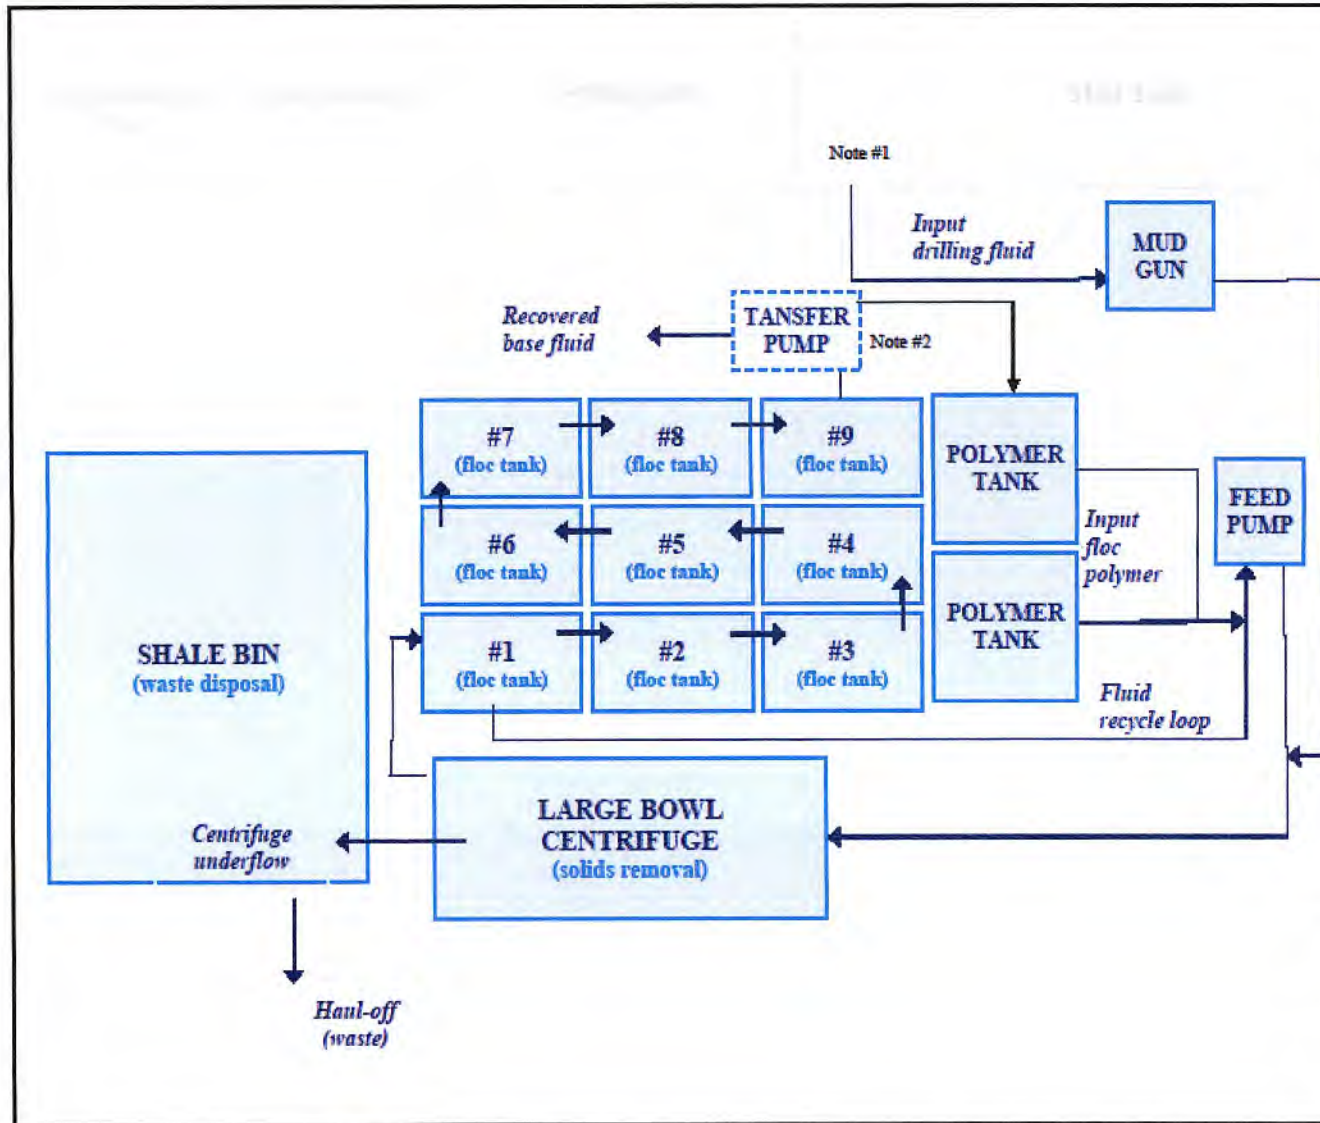 Note #1
Input
drilling fluid
MUD
GUN
Recovered
base fluid
TANSFER
PUMP
Note #2
#7
(floc tank)
#8
(floc tank)
#9
(floc tank)
POLYMER
TANK
FEED
PUMP
Input
floc
polymer
#6
(floc tank)
#5
(floc tank)
#4
(floc tank)
POLYMER
TANK
#1
(floc tank)
#2
(floc tank)
#3
(floc tank)
SHALE BIN
(waste disposal)
Fluid
recycle loop
LARGE BOWL
CENTRIFUGE
(solids removal)
Centrifuge
underflow
Haul-off
(waste)